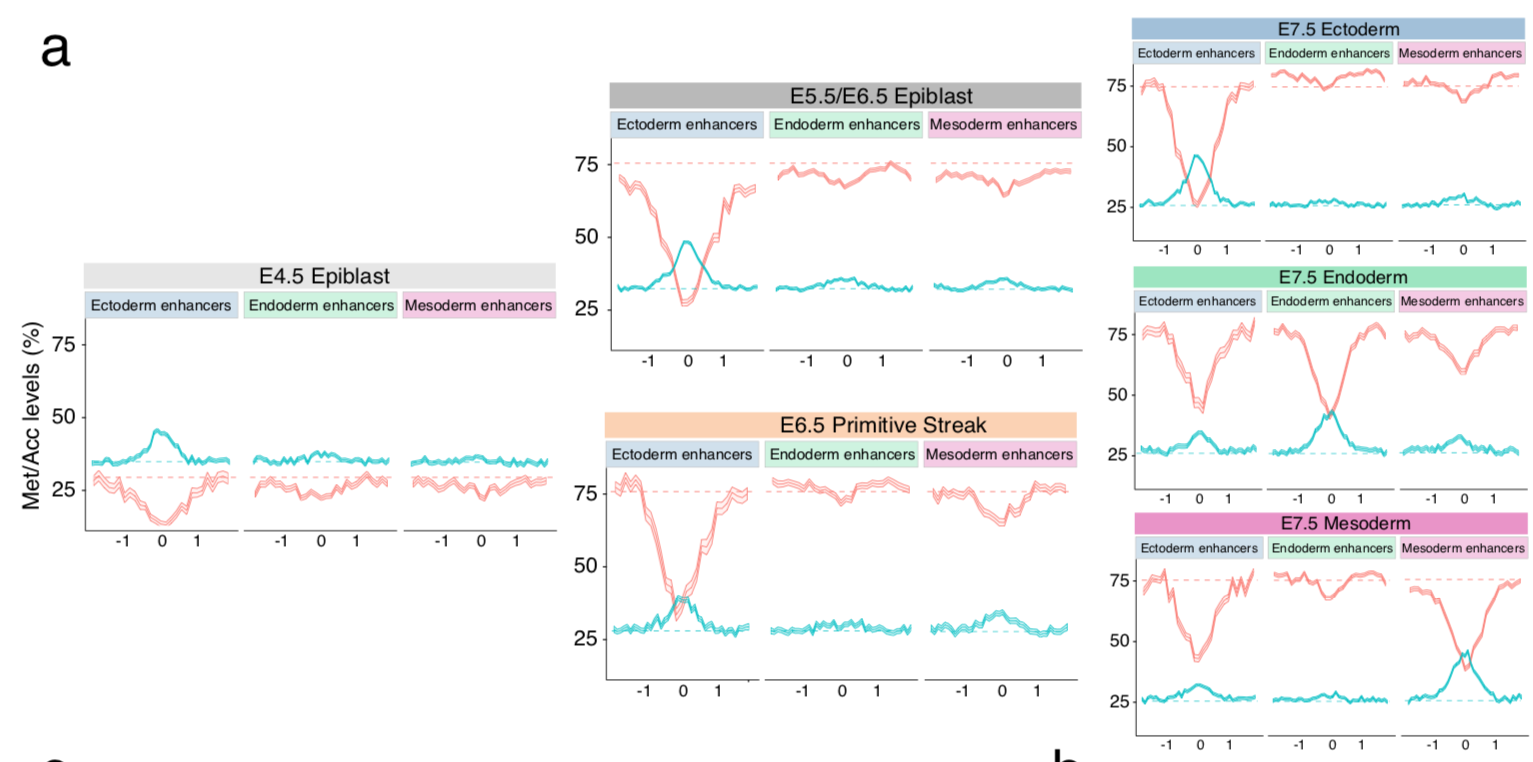 a
E4.5 Epiblast
Ectoderm enhancers Endoderm enhancers Mesoderm enhancers
Met/Acc levels (%)
75
50
25
-1 0 1 -1 0 1 -1 0 1
E5.5/E6.5 Epiblast
Ectoderm enhancers Endoderm enhancers Mesoderm enhancers
75
50
25
-1 0 1 -1 0 1 -1 0 1
E6.5 Primitive Streak
Ectoderm enhancers Endoderm enhancers Mesoderm enhancers
75
50
25
-1 0 1 -1 0 1 -1 0 1
E7.5 Ectoderm
Ectoderm enhancers Endoderm enhancers Mesoderm enhancers
75
50
25
-1 0 1 -1 0 1 -1 0 1
E7.5 Endoderm
Ectoderm enhancers Endoderm enhancers Mesoderm enhancers
75
50
25
-1 0 1 -1 0 1 -1 0 1
E7.5 Mesoderm
Ectoderm enhancers Endoderm enhancers Mesoderm enhancers
75
50
25
-1 0 1 -1 0 1 -1 0 1